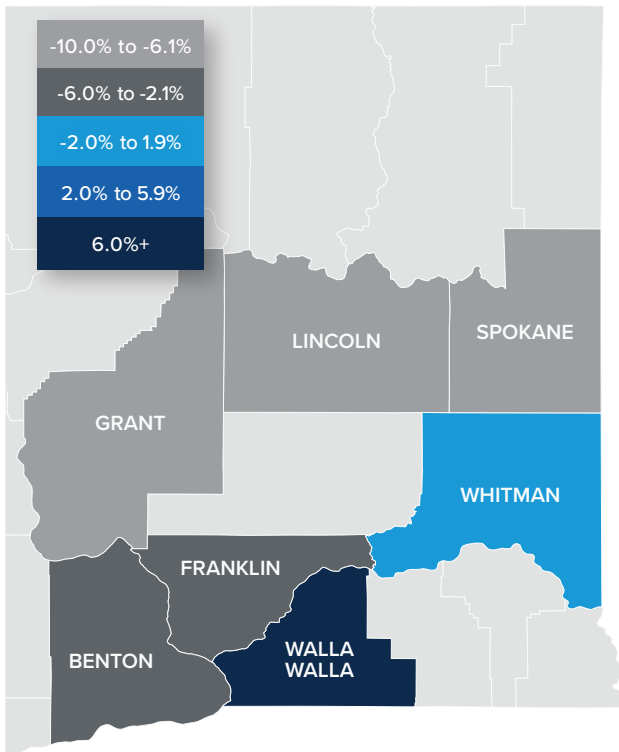 -10.0% to -6.1%
-6.0% to -2.1%
-2.0% to 1.9%
2.0% to 5.9%
6.0%+
SPOKANE
LINCOLN
GRANT
WHITMAN
FRANKLIN
WALLA
WALLA
BENTON